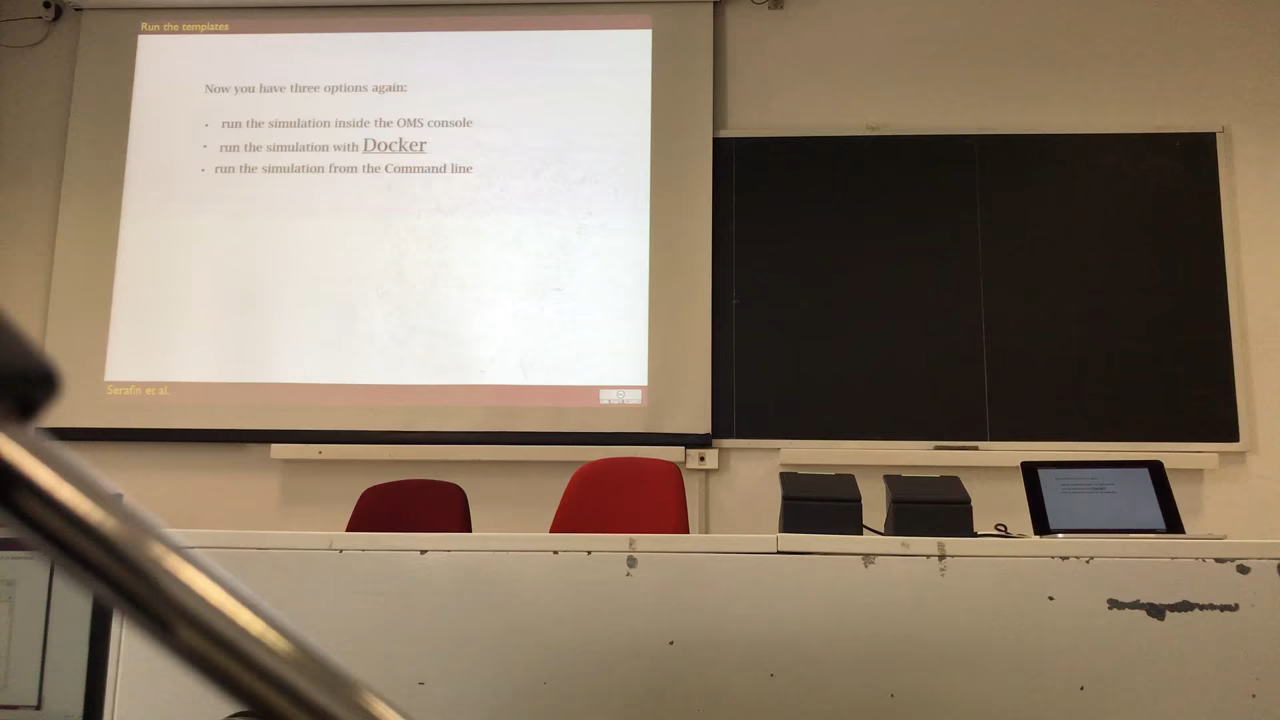 Run the templates
Now you have three options again:
• run the simulation inside the OMS console
• run the simulation with Docker
• run the simulation from the Command line
Serafin et al.